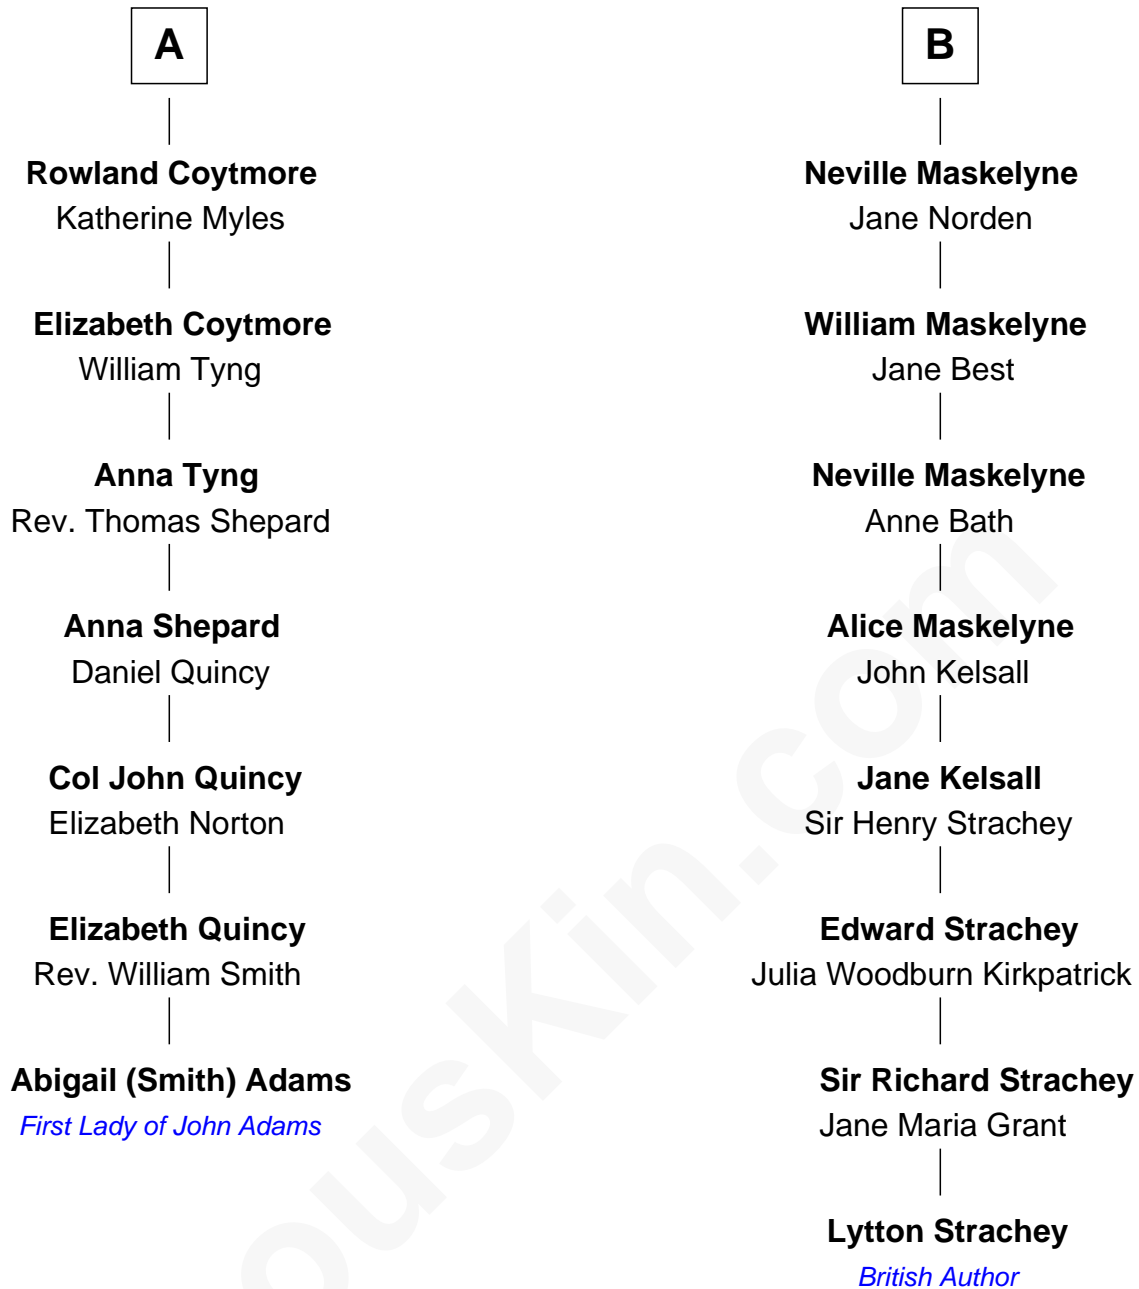 A
Rowland Coytmore
Katherine Myles
Elizabeth Coytmore
William Tyng
Anna Tyng
Rev. Thomas Shepard
Anna Shepard
Daniel Quincy
Col John Quincy
Elizabeth Norton
Elizabeth Quincy
Rev. William Smith
Abigail (Smith) Adams
First Lady of John Adams
B
Neville Maskelyne
Jane Norden
William Maskelyne
Jane Best
Neville Maskelyne
Anne Bath
Alice Maskelyne
John Kelsall
Jane Kelsall
Sir Henry Strachey
Edward Strachey
Julia Woodburn Kirkpatrick
Sir Richard Strachey
Jane Maria Grant
Lytton Strachey
British Author
ousKin.com